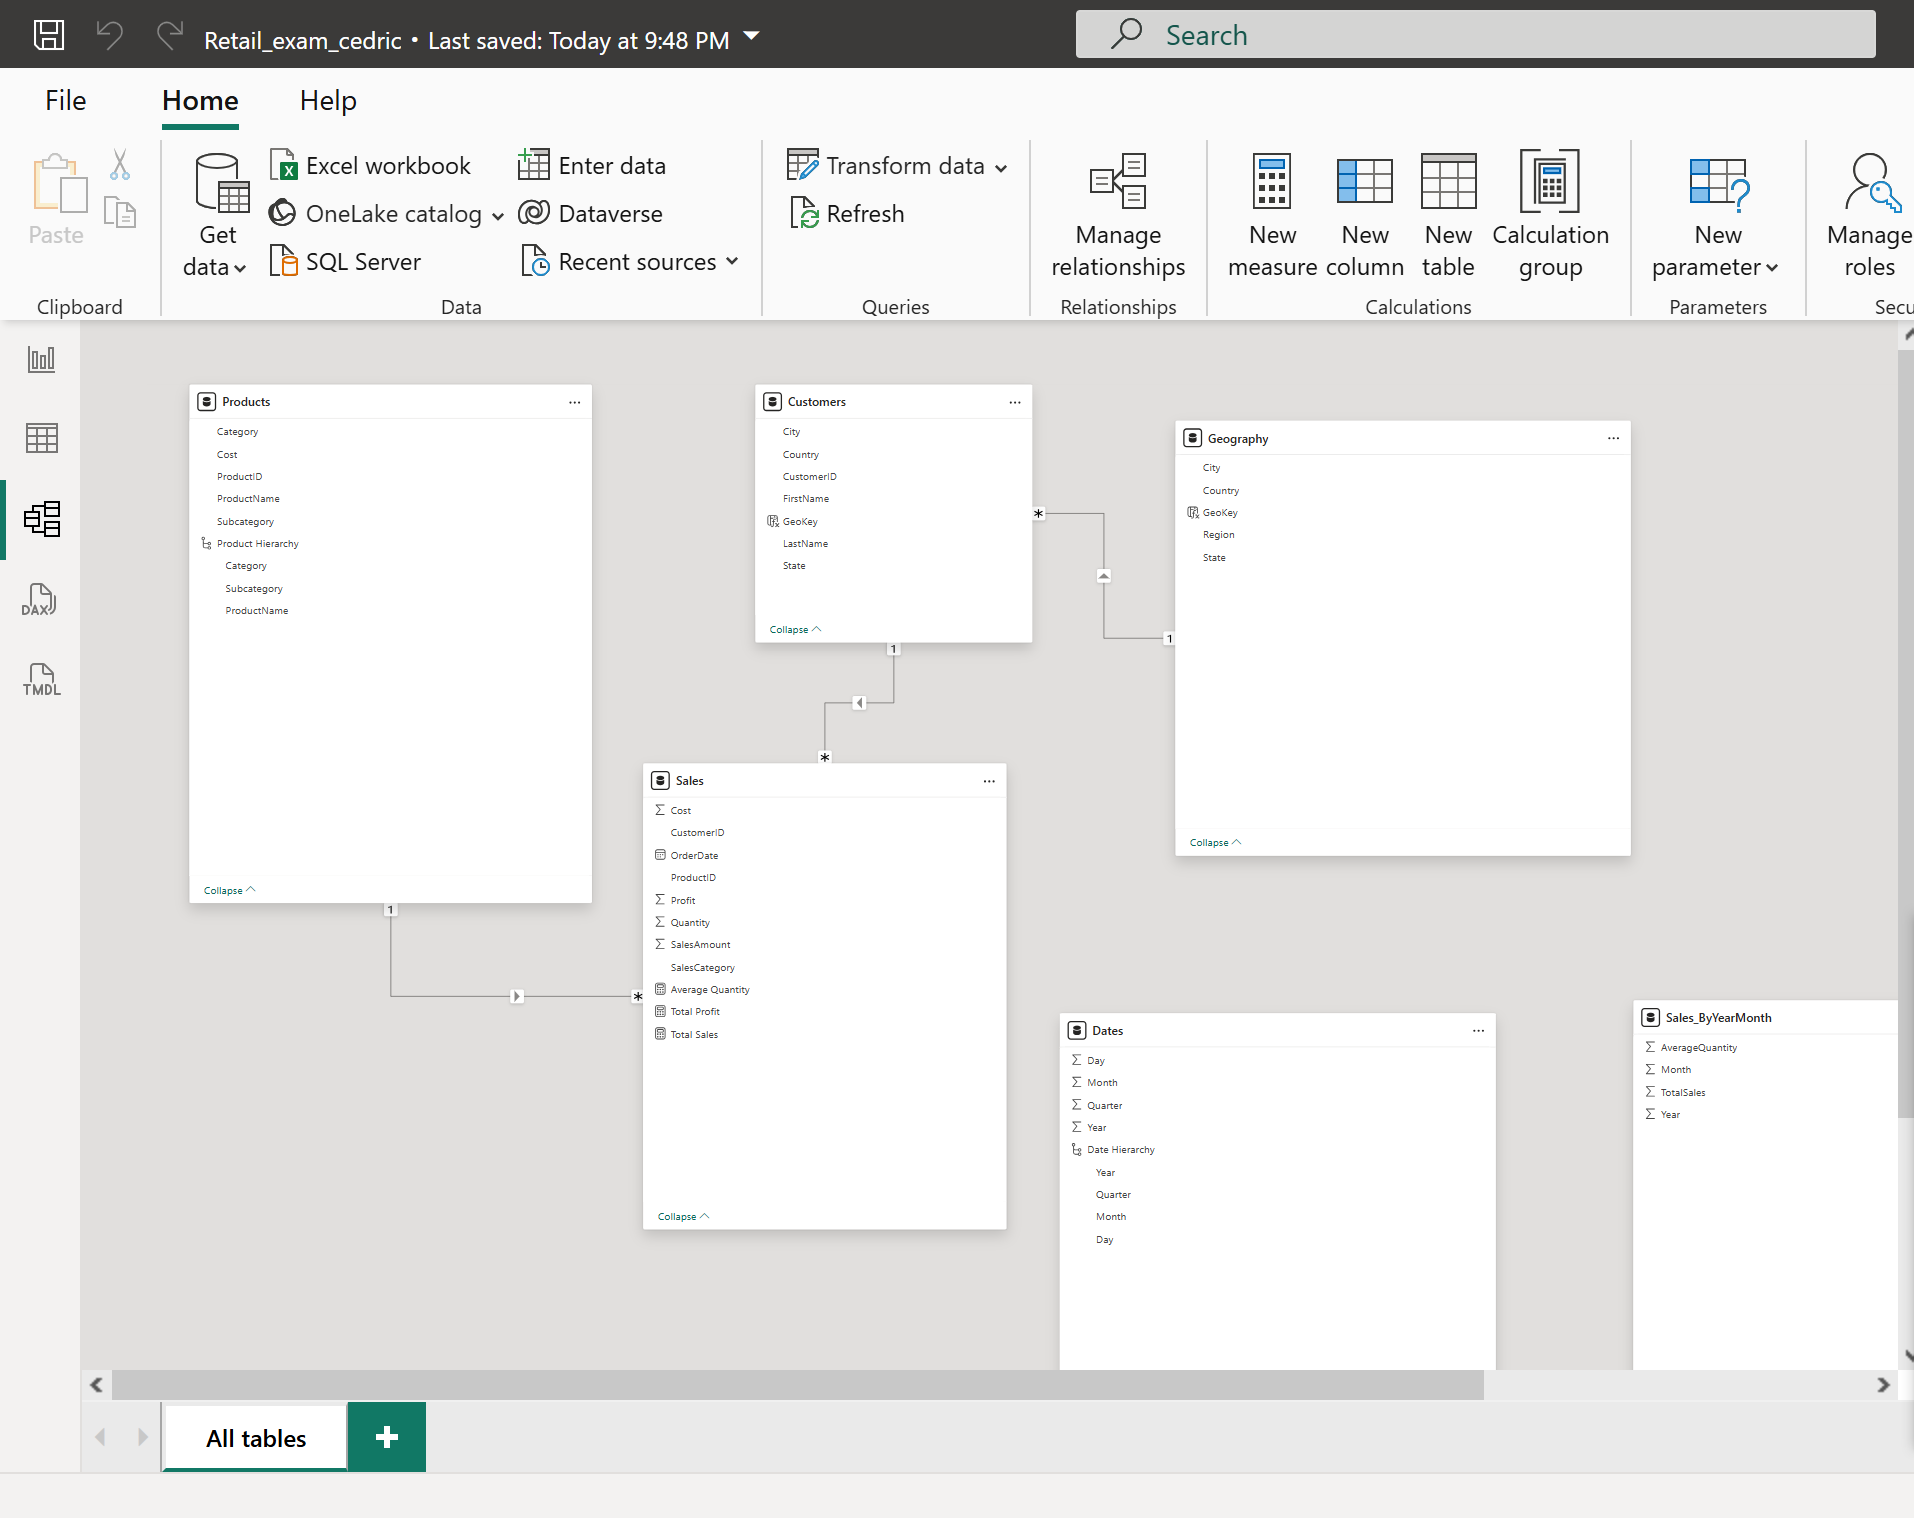 Retail_exam_cedric • Last saved: Today at 9:48 PM
Search
File
Home
Help
Paste
Clipboard
Get data
Excel workbook
OneLake catalog
SQL Server
Enter data
Dataverse
Recent sources
Data
Transform data
Refresh
Queries
Manage relationships
Relationships
New measure
New column
New table
Calculation group
Calculations
New parameter
Parameters
Manage roles
Secu
DAX
TMDL
Products
Category
Cost
ProductID
ProductName
Subcategory
Product Hierarchy
Category
Subcategory
ProductName
Collapse
1
*
Customers
City
Country
CustomerID
FirstName
GeoKey
LastName
State
Collapse
*
1
1
*
Geography
City
Country
GeoKey
Region
State
Collapse
Sales
Cost
CustomerID
OrderDate
ProductID
Profit
Quantity
SalesAmount
SalesCategory
Average Quantity
Total Profit
Total Sales
Collapse
Dates
Day
Month
Quarter
Year
Date Hierarchy
Year
Quarter
Month
Day
Sales_ByYearMonth
AverageQuantity
Month
TotalSales
Year
All tables